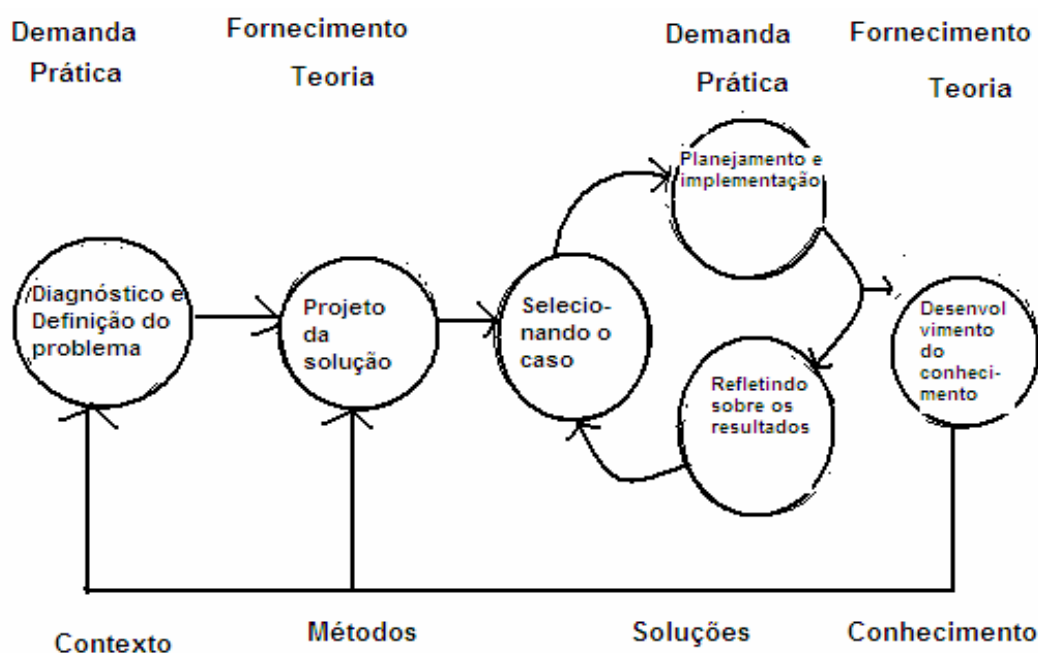 Demanda
Prática
Fornecimento
Teoria
Demanda
Prática
Fornecimento
Teoria
Diagnóstico e
Definição do
problema
Projeto
da
solução
Selecio-
nando o
caso
Planejamento e
implementação
Refletindo
sobre os
resultados
Desenvol
vimento
do
conheci-
mento
Contexto
Métodos
Soluções
Conhecimento